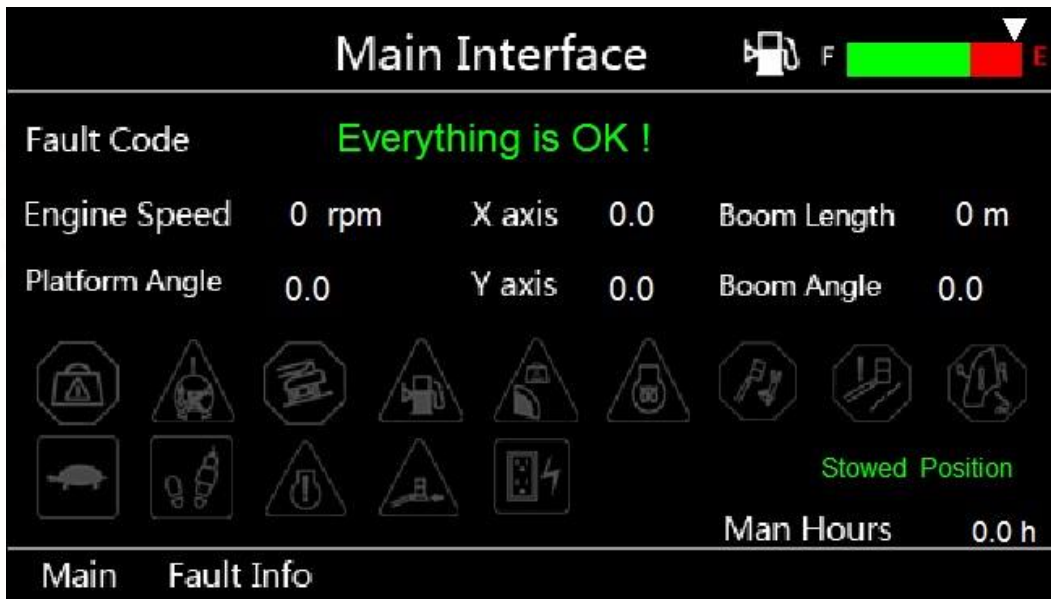 Main Interface F E
Fault Code Everything is OK !
Engine Speed 0 rpm X axis 0.0 Boom Length 0 m
Platform Angle 0.0 Y axis 0.0 Boom Angle 0.0
Stowed Position
Man Hours 0.0 h
Main Fault Info